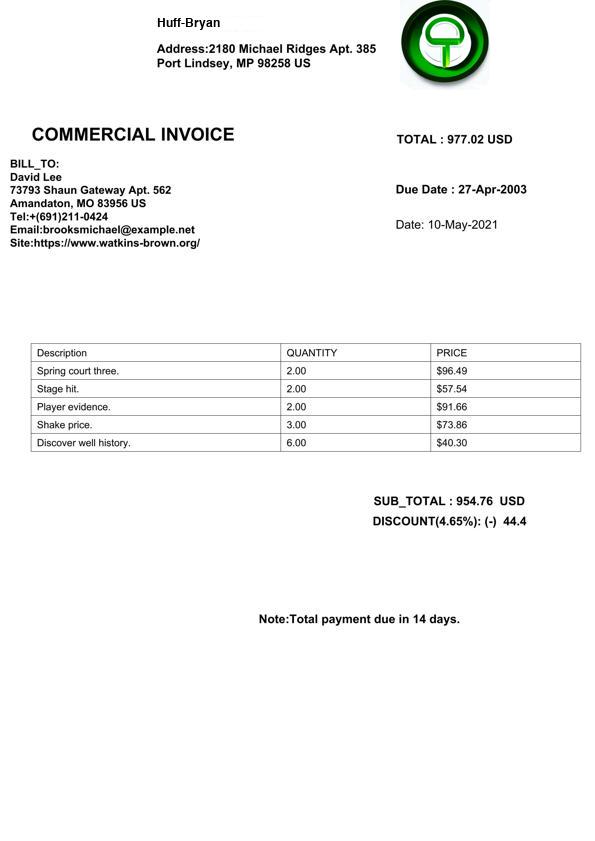 Huff-Bryan
Address:2180 Michael Ridges Apt. 385
Port Lindsey, MP 98258 US
COMMERCIAL INVOICE
TOTAL : 977.02 USD
BILL_TO:
David Lee
73793 Shaun Gateway Apt. 562
Amandaton, MO 83956 US
Tel:+(691)211-0424
Email:brooksmichael@example.net
Site:https://www.watkins-brown.org/
Due Date : 27-Apr-2003
Date: 10-May-2021
Description QUANTITY PRICE
Spring court three. 2.00 $96.49
Stage hit. 2.00 $57.54
Player evidence. 2.00 $91.66
Shake price. 3.00 $73.86
Discover well history. 6.00 $40.30
SUB_TOTAL : 954.76 USD
DISCOUNT(4.65%): (-) 44.4
Note:Total payment due in 14 days.